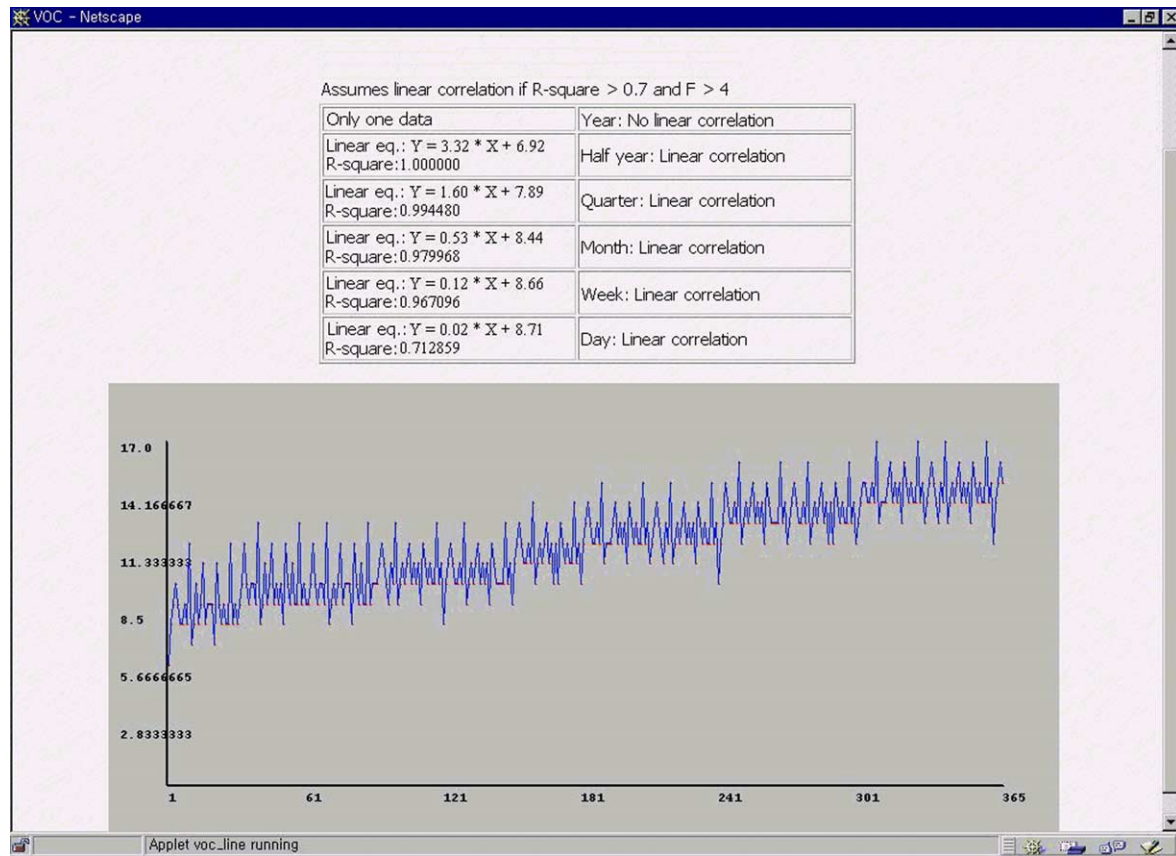 VOC - Netscape
Assumes linear correlation if R-square > 0.7 and F > 4
Only one data
Year: No linear correlation
Linear eq.: Y = 3.32 * X + 6.92
R-square:1.000000
Half year: Linear correlation
Linear eq.: Y = 1.60 * X + 7.89
R-square:0.994480
Quarter: Linear correlation
Linear eq.: Y = 0.53 * X + 8.44
R-square:0.979968
Month: Linear correlation
Linear eq.: Y = 0.12 * X + 8.66
R-square:0.967096
Week: Linear correlation
Linear eq.: Y = 0.02 * X + 8.71
R-square:0.712859
Day: Linear correlation
17.0
14.166667
11.333333
8.5
5.6666665
2.8333333
1 61 121 181 241 301 365
Applet voc_line running